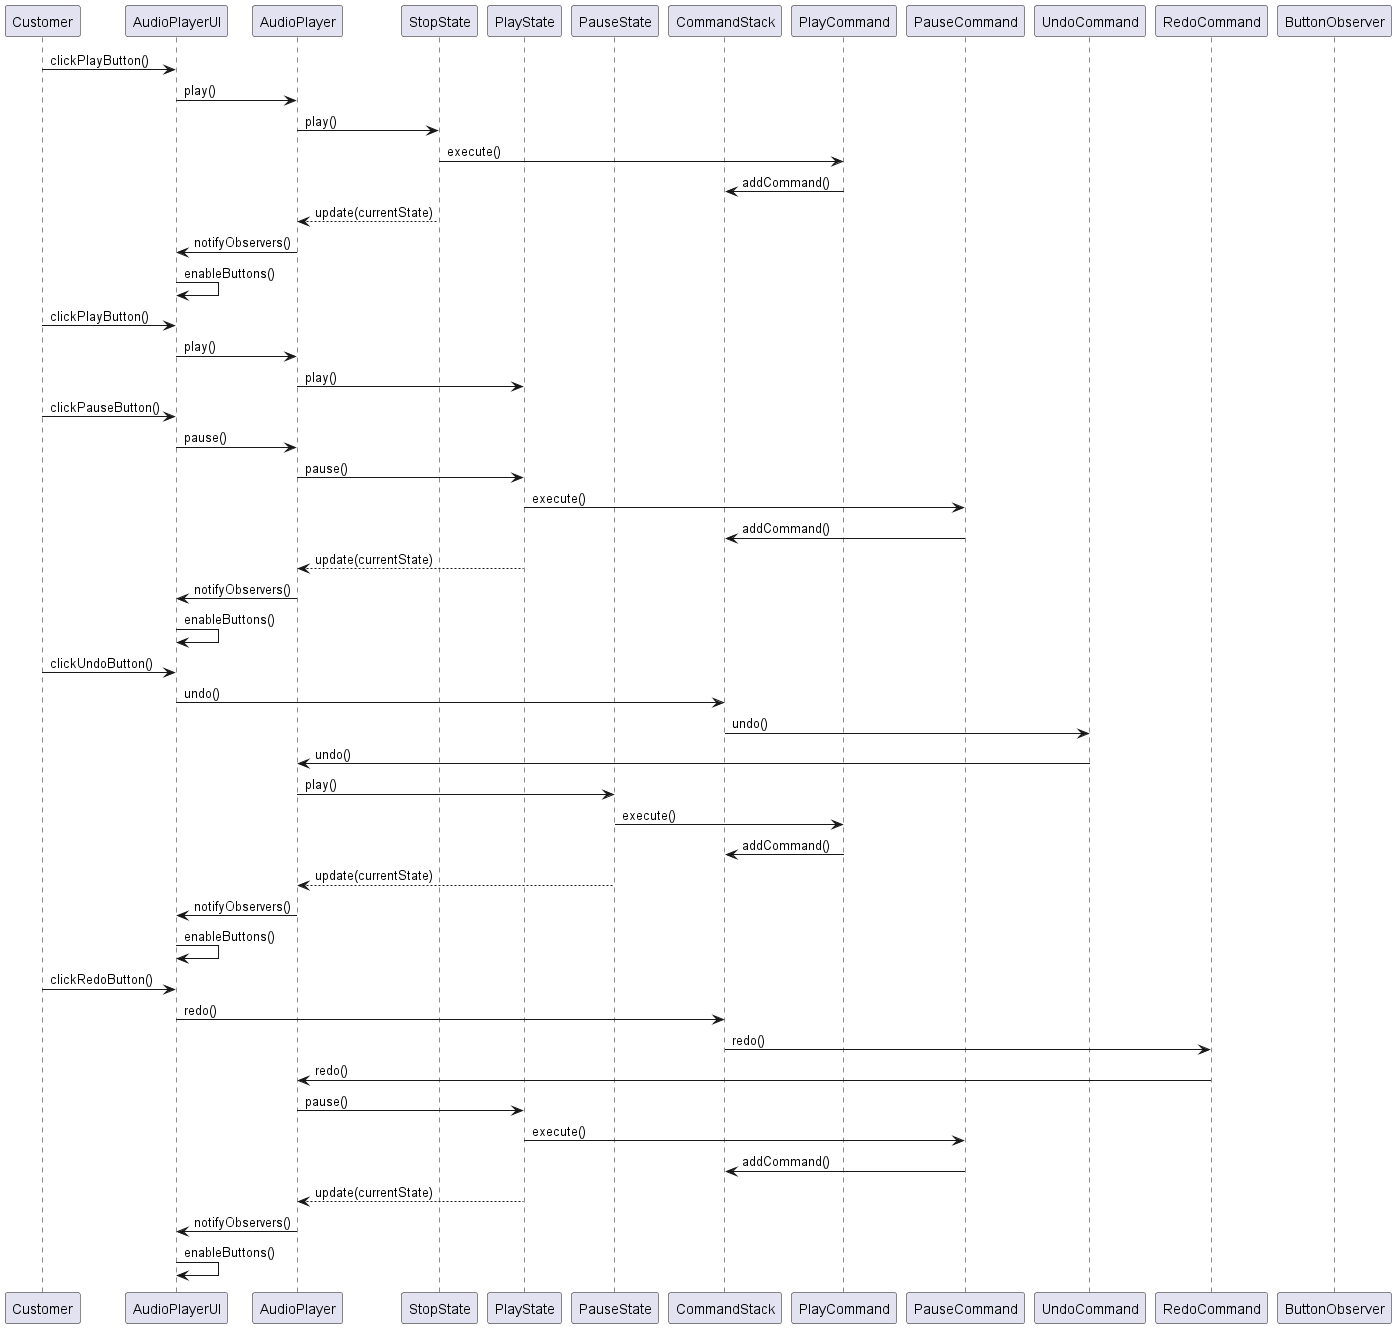 Customer AudioPlayerUI AudioPlayer StopState PlayState PauseState CommandStack PlayCommand PauseCommand UndoCommand RedoCommand ButtonObserver
clickPlayButton()
play()
play()
execute()
addCommand()
update(currentState)
notifyObservers()
enableButtons()
clickPlayButton()
play()
play()
clickPauseButton()
pause()
pause()
execute()
addCommand()
update(currentState)
notifyObservers()
enableButtons()
clickUndoButton()
undo()
undo()
undo()
play()
execute()
addCommand()
update(currentState)
notifyObservers()
enableButtons()
clickRedoButton()
redo()
redo()
redo()
pause()
execute()
addCommand()
update(currentState)
notifyObservers()
enableButtons()
Customer AudioPlayerUI AudioPlayer StopState PlayState PauseState CommandStack PlayCommand PauseCommand UndoCommand RedoCommand ButtonObserver